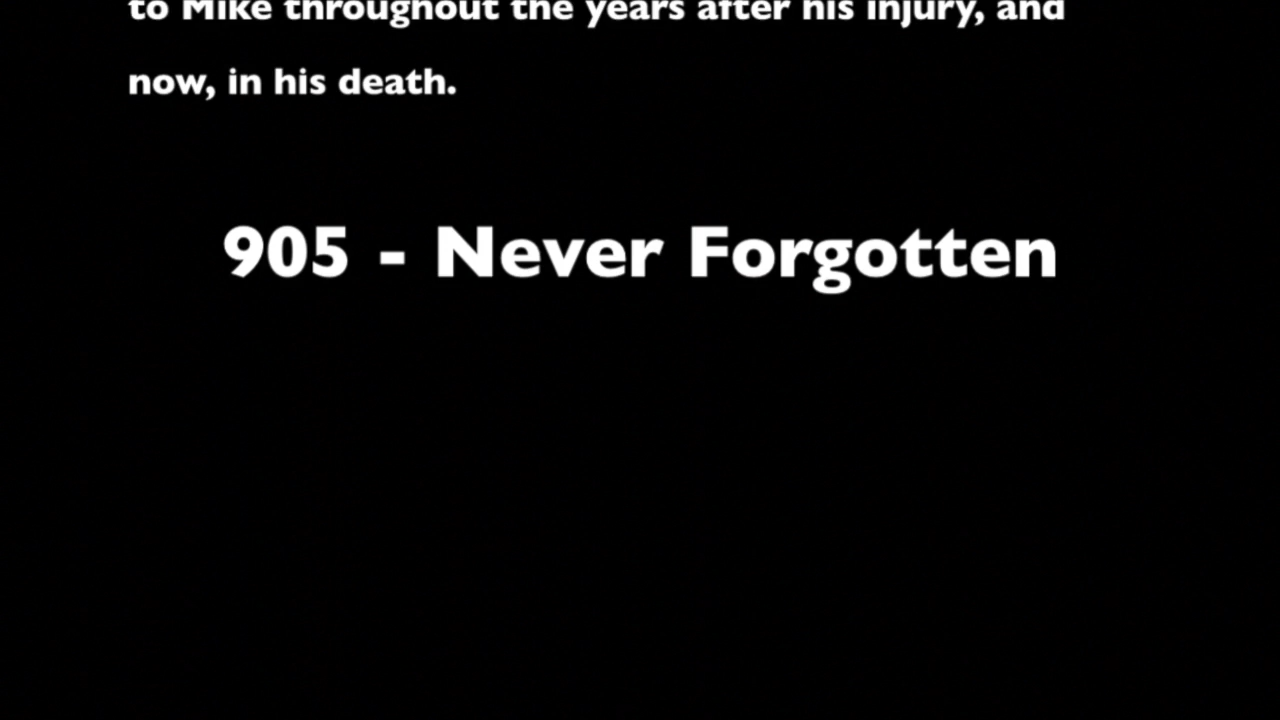 to Mike throughout the years after his injury, and
now, in his death.
905 - Never Forgotten